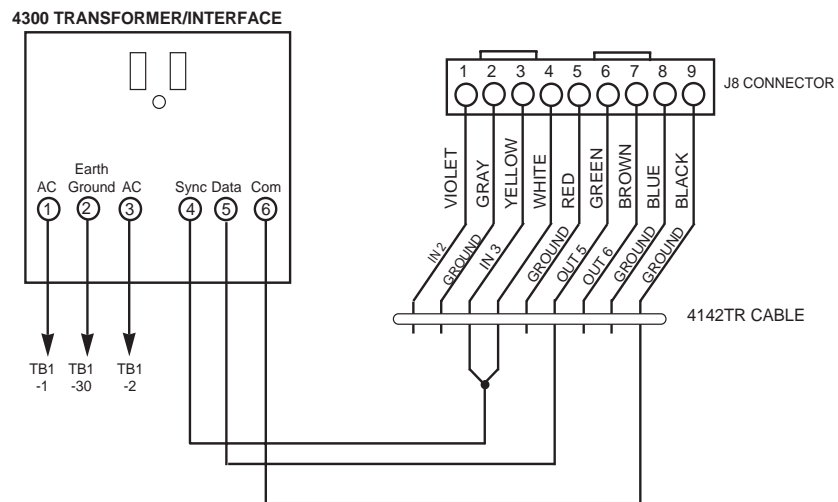 4300 TRANSFORMER/INTERFACE
1 2 3 4 5 6 7 8 9
J8 CONNECTOR
VIOLET
GRAY
YELLOW
WHITE
RED
GREEN
BROWN
BLUE
BLACK
Earth
AC Ground AC Sync Data Com
1 2 3 4 5 6
IN 2
GROUND
IN 3
GROUND
OUT 5
OUT 6
GROUND
GROUND
4142TR CABLE
TB1 TB1 TB1
-1 -30 -2